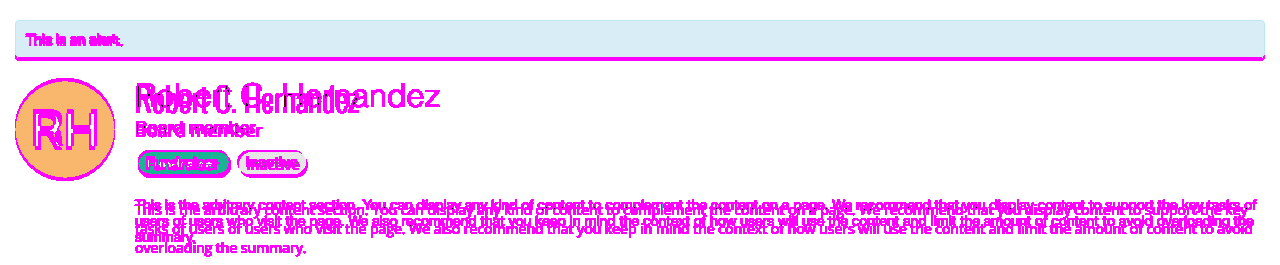 This is an alert.
RH
Robert C. Hernandez
Board member
Fundraiser Inactive
This is the arbitrary content section. You can display any kind of content to complement the content on a page. We recommend that you display content to support the key tasks of
users of users who visit the page. We also recommend that you keep in mind the context of how users will use the content and limit the amount of content to avoid overloading the
summary.
overloading the summary.